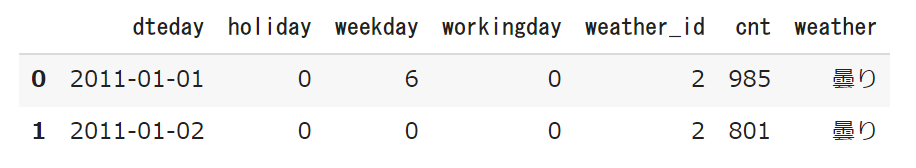 dteday holiday weekday workingday weather_id cnt weather
0 2011-01-01 0 6 0 2 985 曇り
1 2011-01-02 0 0 0 2 801 曇り